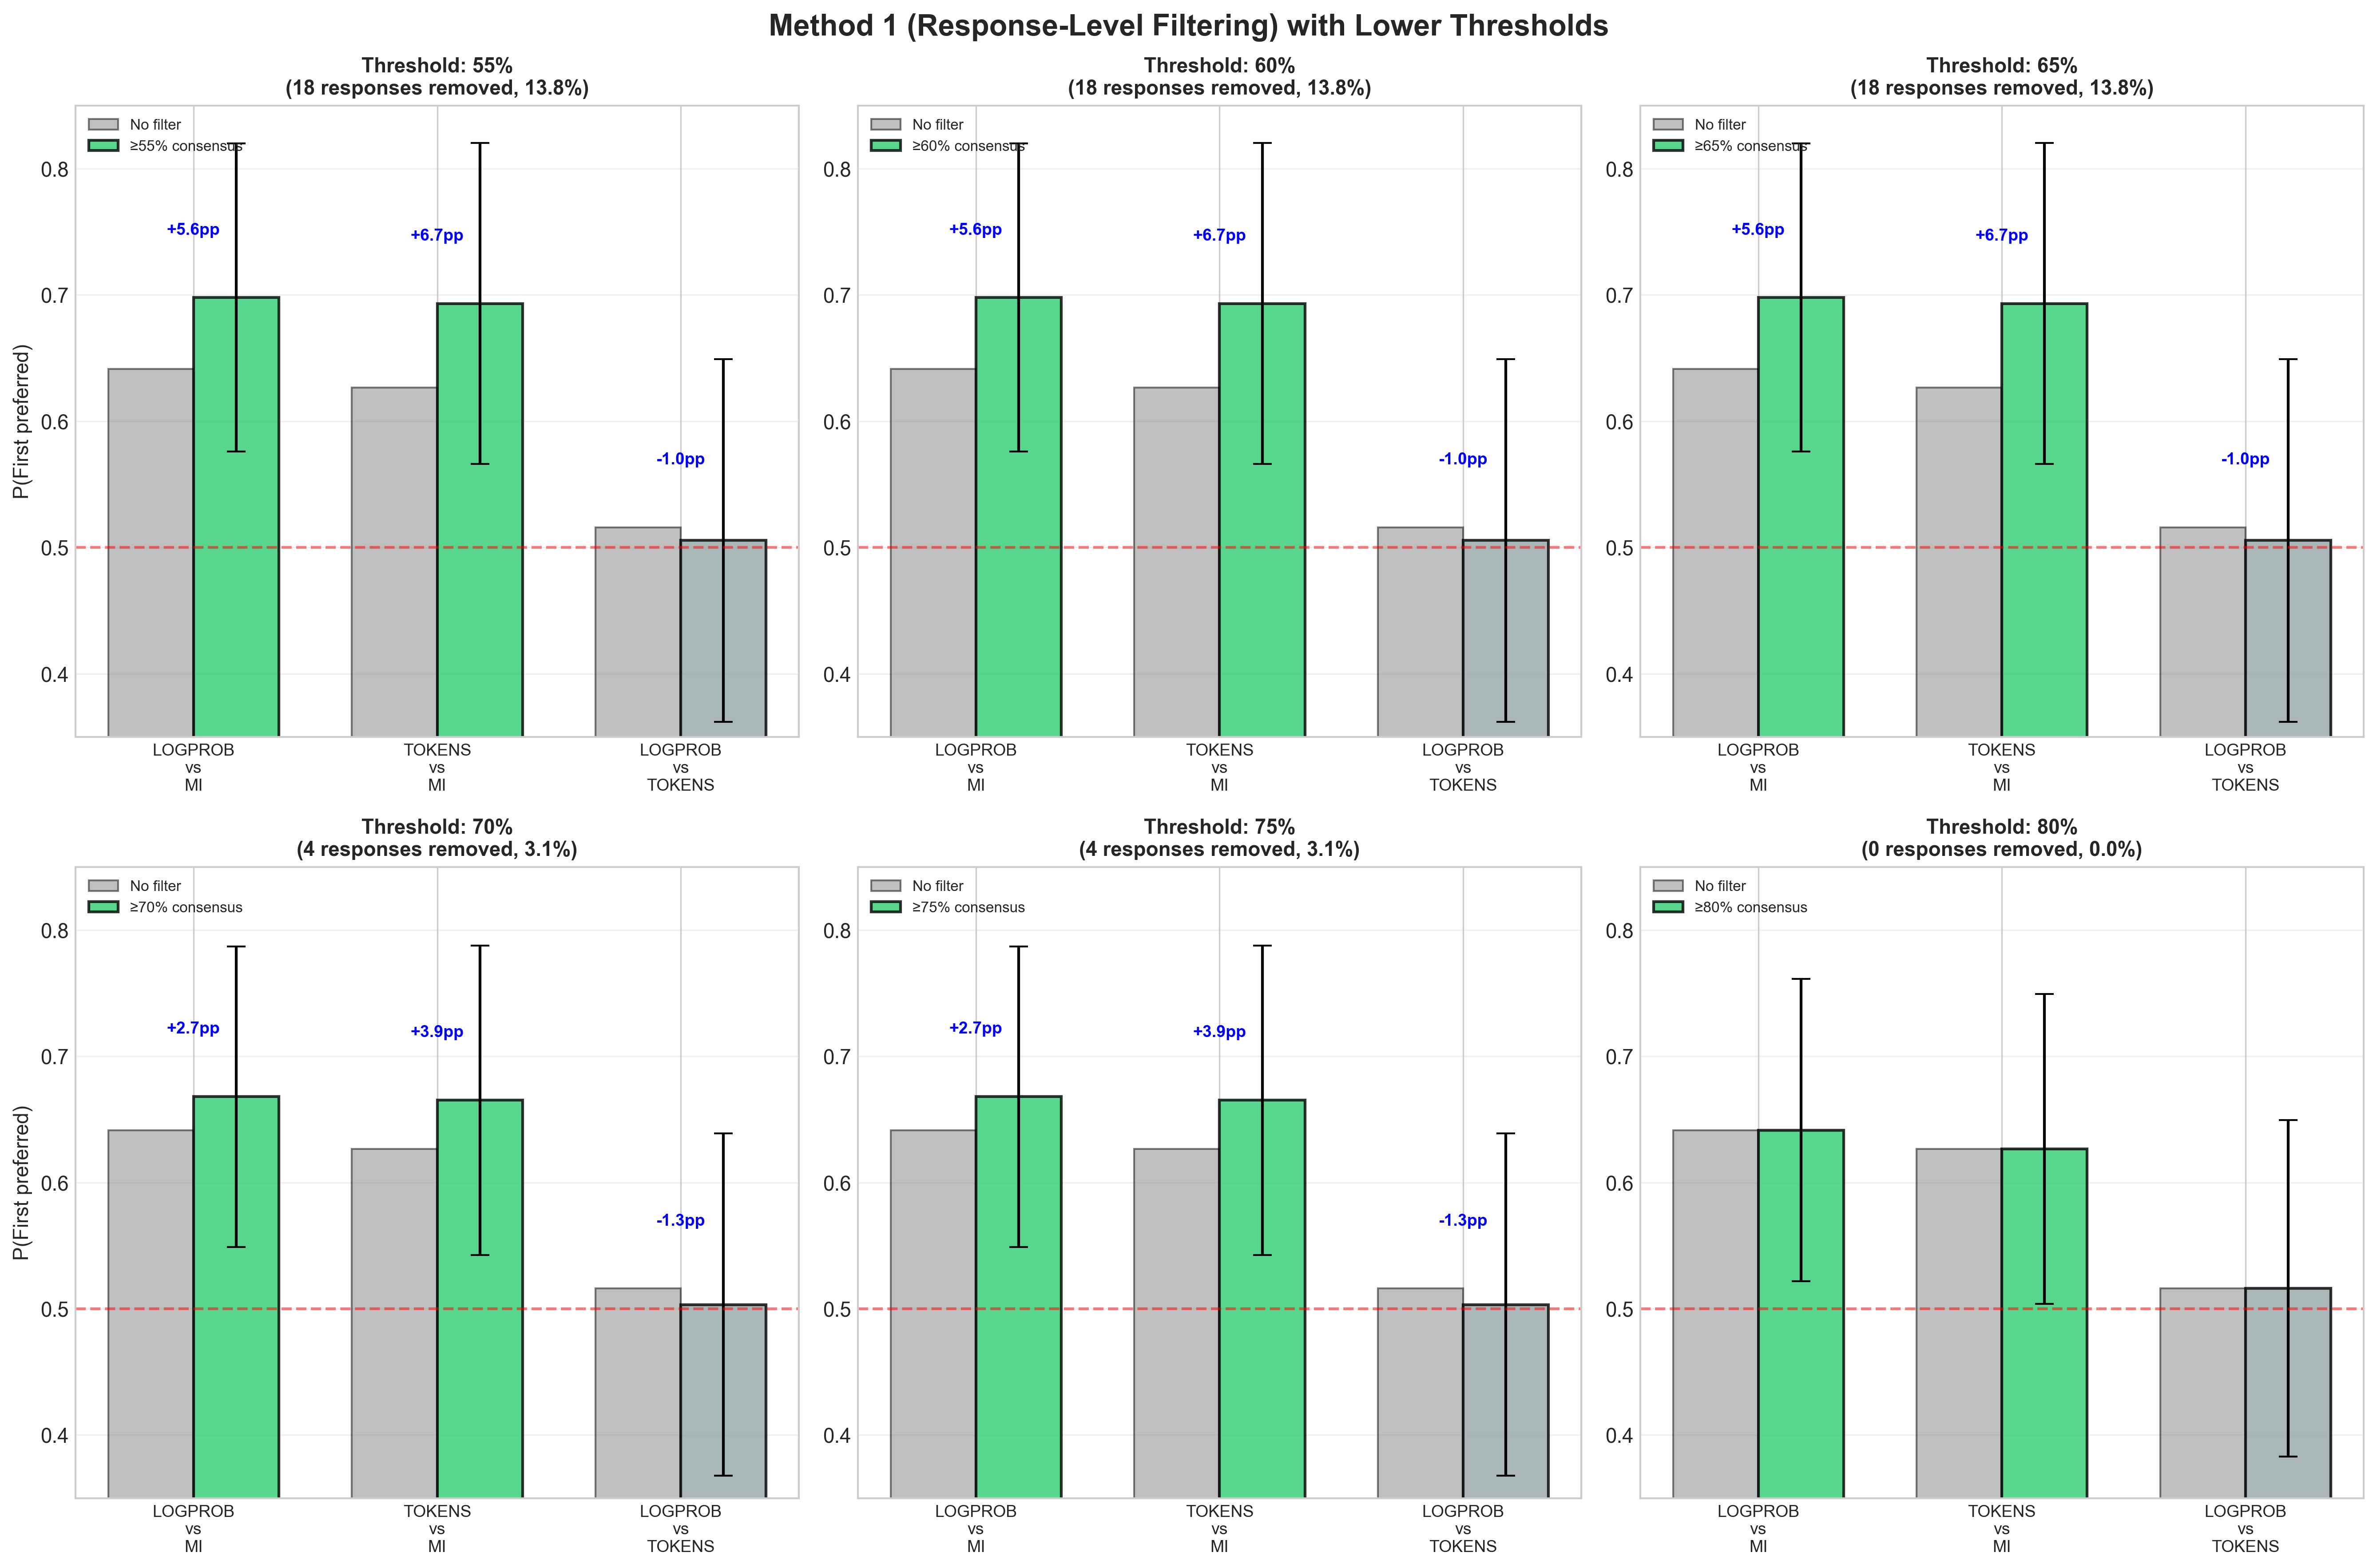 Method 1 (Response-Level Filtering) with Lower Thresholds
Threshold: 55%
(18 responses removed, 13.8%)
No filter
≥55% consensus
0.8
0.7
0.6
0.5
0.4
P(First preferred)
+5.6pp
+6.7pp
-1.0pp
LOGPROB
vs
MI
TOKENS
vs
MI
LOGPROB
vs
TOKENS
Threshold: 60%
(18 responses removed, 13.8%)
No filter
≥60% consensus
0.8
0.7
0.6
0.5
0.4
+5.6pp
+6.7pp
-1.0pp
LOGPROB
vs
MI
TOKENS
vs
MI
LOGPROB
vs
TOKENS
Threshold: 65%
(18 responses removed, 13.8%)
No filter
≥65% consensus
0.8
0.7
0.6
0.5
0.4
+5.6pp
+6.7pp
-1.0pp
LOGPROB
vs
MI
TOKENS
vs
MI
LOGPROB
vs
TOKENS
Threshold: 70%
(4 responses removed, 3.1%)
No filter
≥70% consensus
0.8
0.7
0.6
0.5
0.4
P(First preferred)
+2.7pp
+3.9pp
-1.3pp
LOGPROB
vs
MI
TOKENS
vs
MI
LOGPROB
vs
TOKENS
Threshold: 75%
(4 responses removed, 3.1%)
No filter
≥75% consensus
0.8
0.7
0.6
0.5
0.4
+2.7pp
+3.9pp
-1.3pp
LOGPROB
vs
MI
TOKENS
vs
MI
LOGPROB
vs
TOKENS
Threshold: 80%
(0 responses removed, 0.0%)
No filter
≥80% consensus
0.8
0.7
0.6
0.5
0.4
LOGPROB
vs
MI
TOKENS
vs
MI
LOGPROB
vs
TOKENS